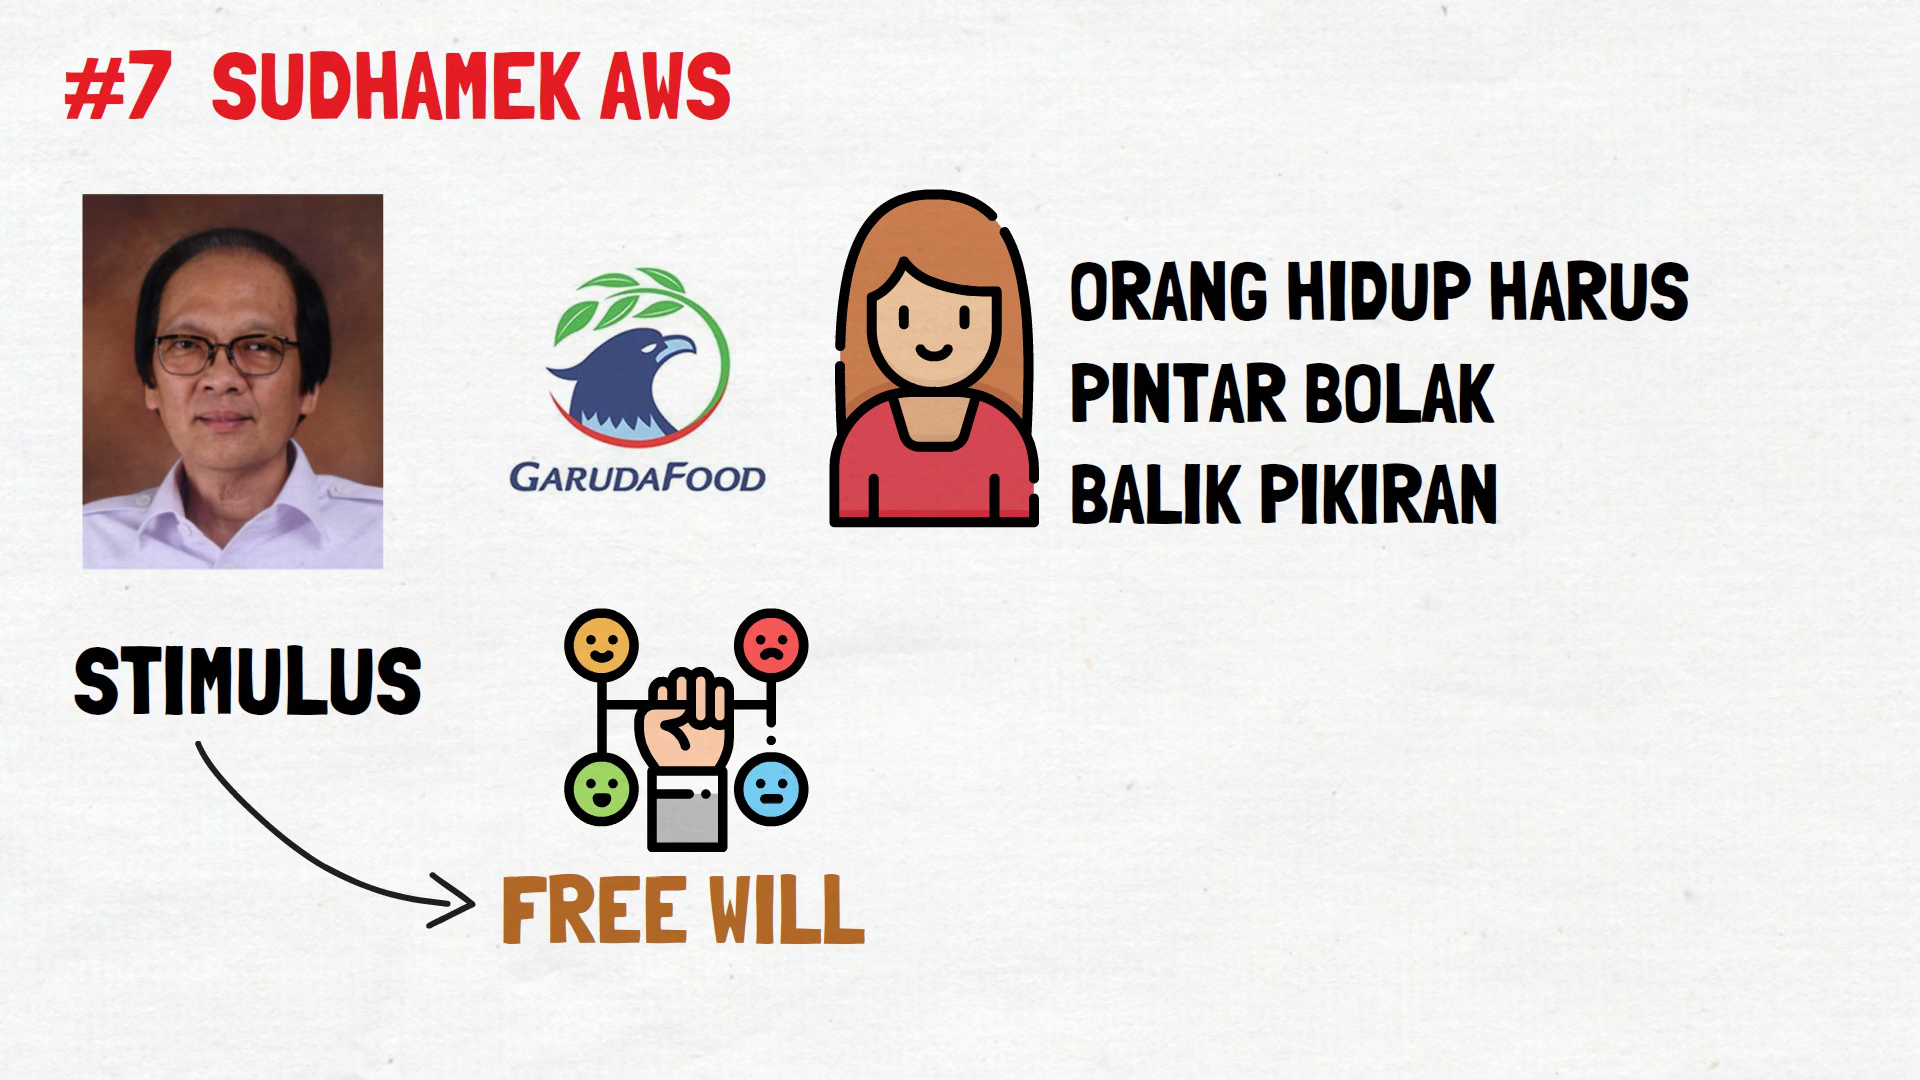 #7 SUDHAMEK AWS
GARUDAFOOD
ORANG HIDUP HARUS
PINTAR BOLAK
BALIK PIKIRAN
STIMULUS
FREE WILL